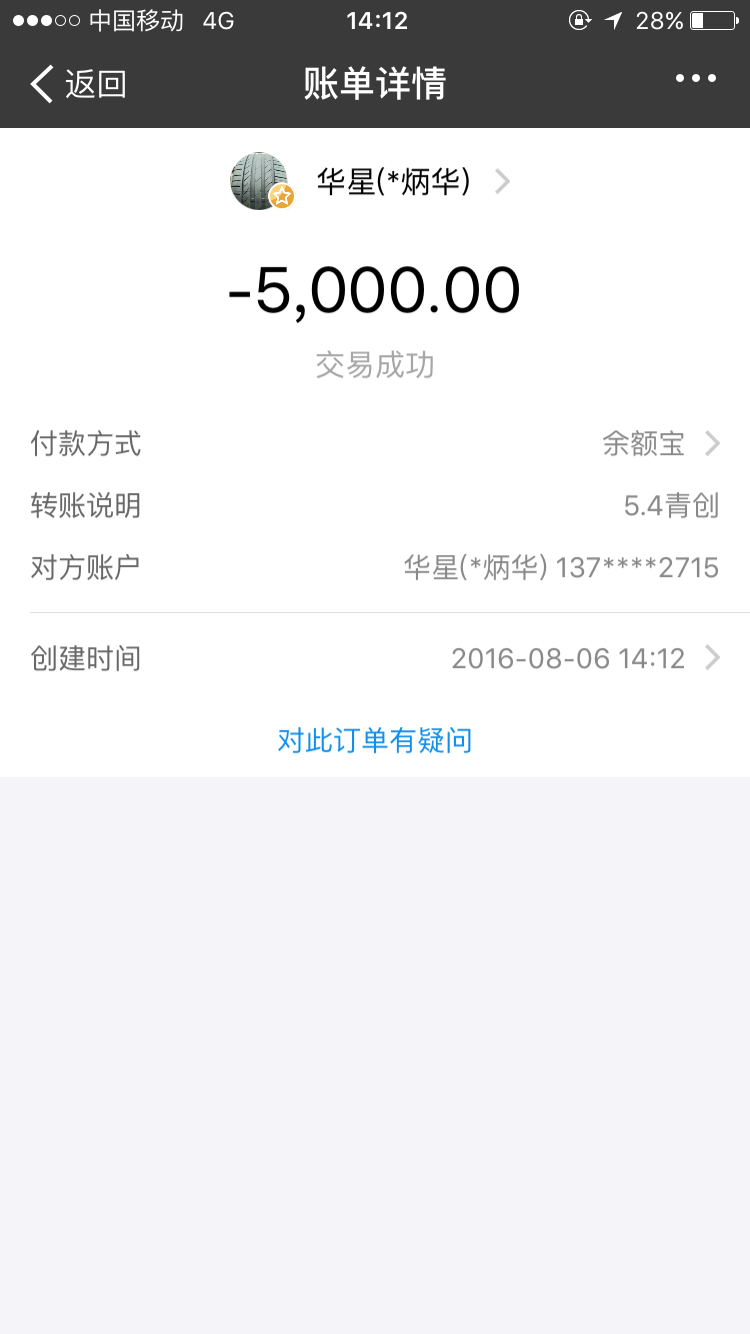 中国移动 4G 14:12 28%
返回 账单详情
华星(*炳华)
-5,000.00
交易成功
付款方式 余额宝
转账说明 5.4青创
对方账户 华星(*炳华) 137****2715
创建时间 2016-08-06 14:12
对此订单有疑问